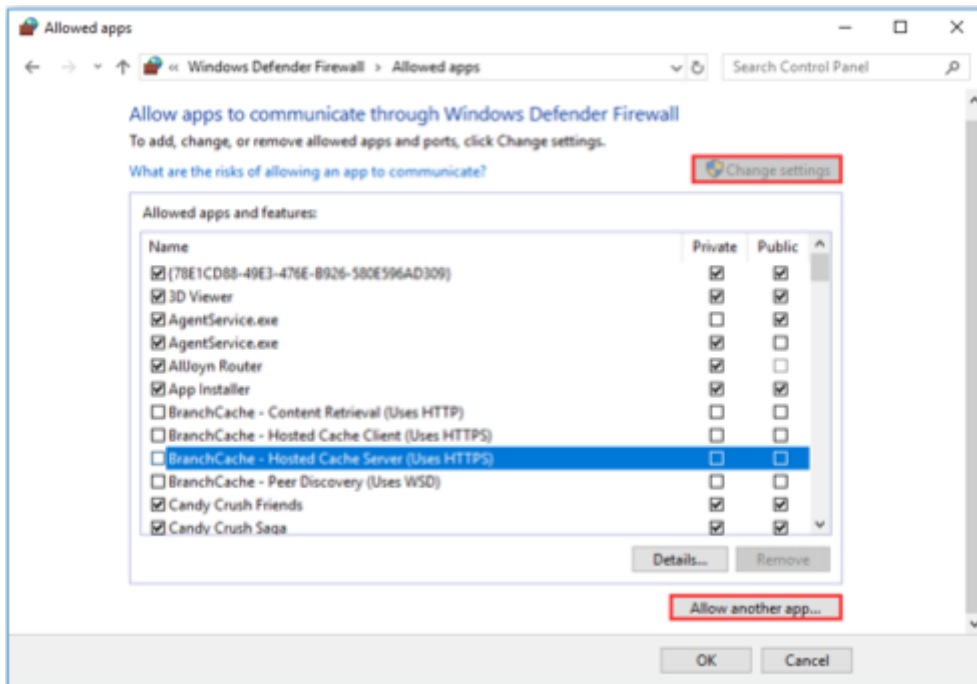 Allowed apps
« Windows Defender Firewall > Allowed apps
Search Control Panel
Allow apps to communicate through Windows Defender Firewall
To add, change, or remove allowed apps and ports, click Change settings.
What are the risks of allowing an app to communicate?
Change settings
Allowed apps and features:
Name Private Public
{78E1CD88-49E3-476E-B926-580E596AD309}
3D Viewer
AgentService.exe
AgentService.exe
AllJoyn Router
App Installer
BranchCache - Content Retrieval (Uses HTTP)
BranchCache - Hosted Cache Client (Uses HTTPS)
BranchCache - Hosted Cache Server (Uses HTTPS)
BranchCache - Peer Discovery (Uses WSD)
Candy Crush Friends
Candy Crush Saga
Details... Remove
Allow another app...
OK Cancel